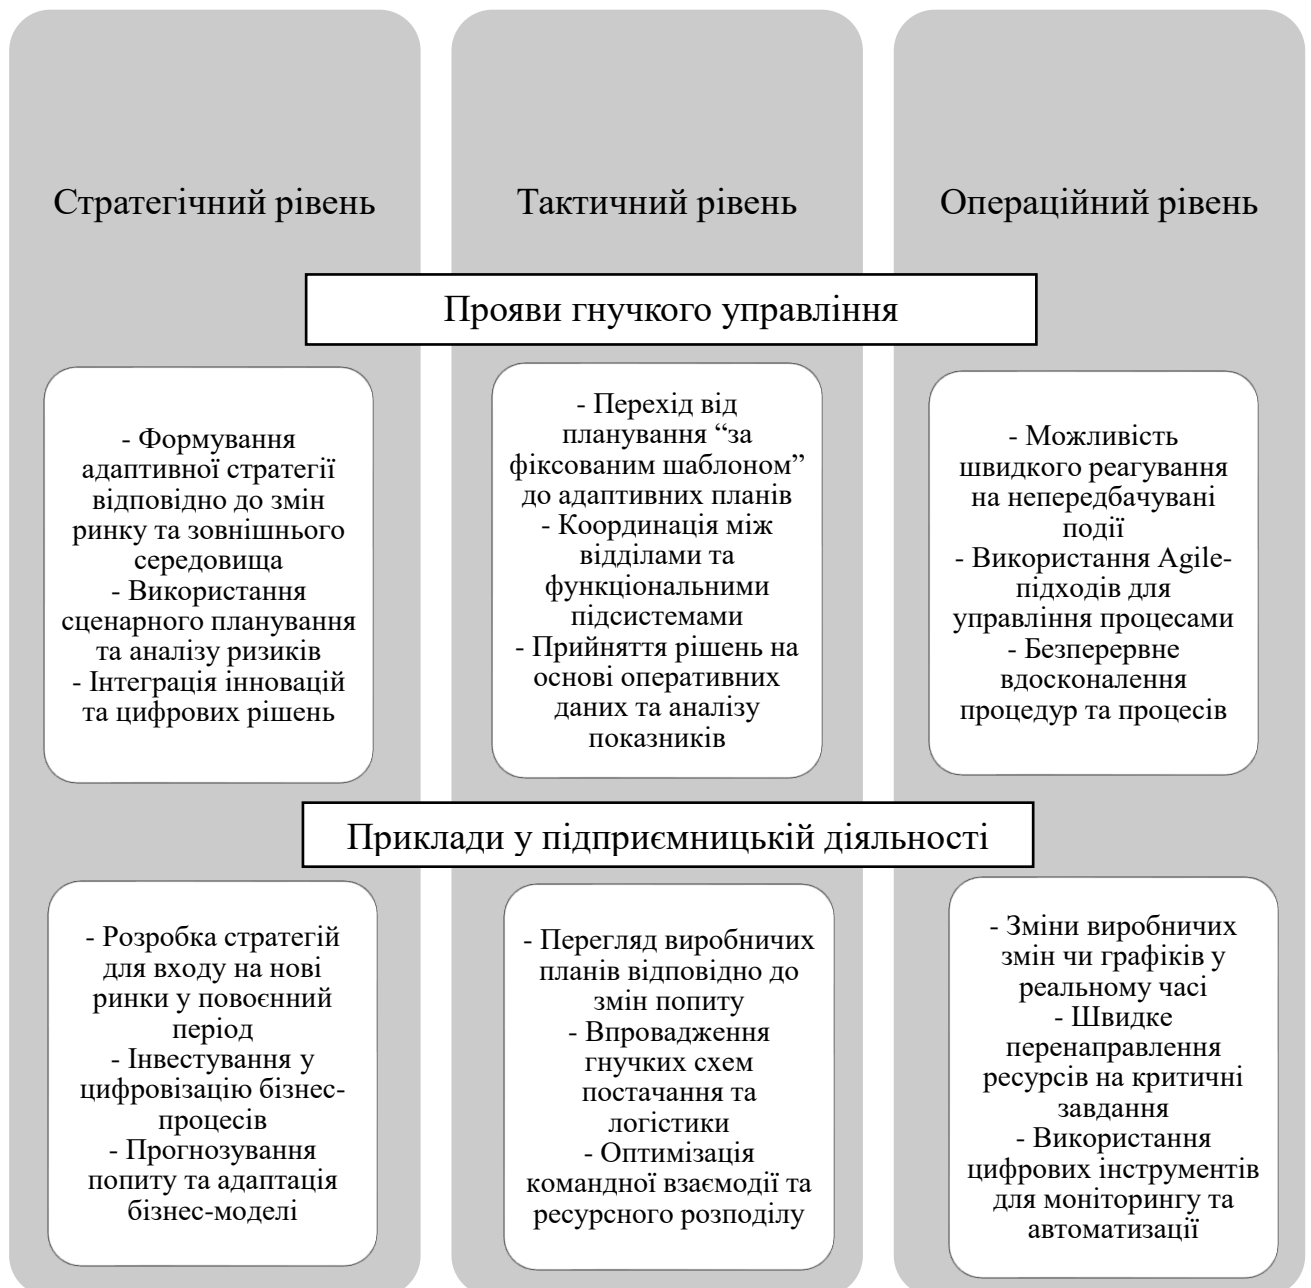 Стратегічний рівень
Тактичний рівень
Операційний рівень
Прояви гнучкого управління
- Формування
адаптивної стратегії
відповідно до змін
ринку та зовнішнього
середовища
- Використання
сценарного планування
та аналізу ризиків
- Інтеграція інновацій
та цифрових рішень
- Перехід від
планування “за
фіксованим шаблоном”
до адаптивних планів
- Координація між
відділами та
функціональними
підсистемами
- Прийняття рішень на
основі оперативних
даних та аналізу
показників
- Можливість
швидкого реагування
на непередбачувані
події
- Використання Agile-
підходів для
управління процесами
- Безперервне
вдосконалення
процедур та процесів
Приклади у підприємницькій діяльності
- Розробка стратегій
для входу на нові
ринки у повоєнний
період
- Інвестування у
цифровізацію бізнес-
процесів
- Прогнозування
попиту та адаптація
бізнес-моделі
- Перегляд виробничих
планів відповідно до
змін попиту
- Впровадження
гнучких схем
постачання та
логістики
- Оптимізація
командної взаємодії та
ресурсного розподілу
- Зміни виробничих
змін чи графіків у
реальному часі
- Швидке
перенаправлення
ресурсів на критичні
завдання
- Використання
цифрових інструментів
для моніторингу та
автоматизації